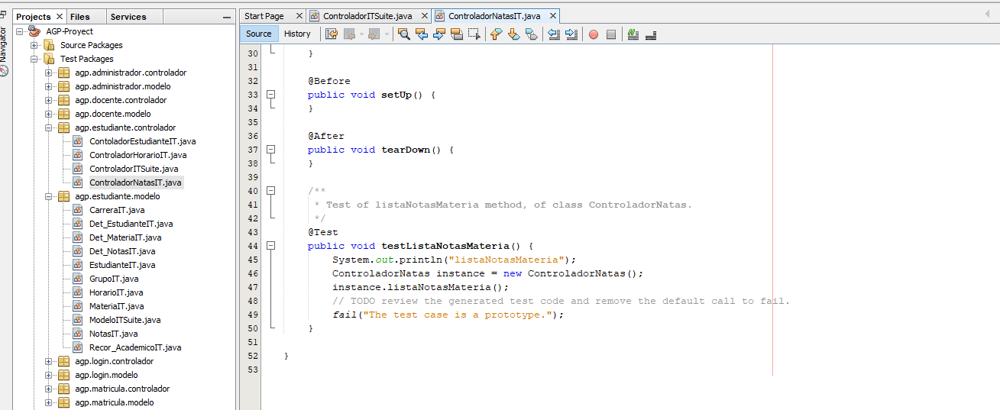 Projects Files Services
Navigator
AGP-Proyect
Source Packages
Test Packages
agp.administrador.controlador
agp.administrador.modelo
agp.docente.controlador
agp.docente.modelo
agp.estudiante.controlador
ContoladorEstudianteIT.java
ControladorHorarioIT.java
ControladorITSuite.java
ControladorNatasIT.java
agp.estudiante.modelo
CarreraIT.java
Det_EstudianteIT.java
Det_MateriaIT.java
Det_NotasIT.java
EstudianteIT.java
GrupoIT.java
HorarioIT.java
MateriaIT.java
ModeloITSuite.java
NotasIT.java
Recor_AcademicoIT.java
agp.login.controlador
agp.login.modelo
agp.matricula.controlador
agp.matricula.modelo
Start Page ControladorITSuite.java ControladorNatasIT.java
Source History
30 }
31
32 @Before
33 public void setUp() {
34 }
35
36 @After
37 public void tearDown() {
38 }
39
40 /**
41 * Test of listaNotasMateria method, of class ControladorNatas.
42 */
43 @Test
44 public void testListaNotasMateria() {
45 System.out.println("listaNotasMateria");
46 ControladorNatas instance = new ControladorNatas();
47 instance.listaNotasMateria();
48 // TODO review the generated test code and remove the default call to fail.
49 fail("The test case is a prototype.");
50 }
51
52 }
53